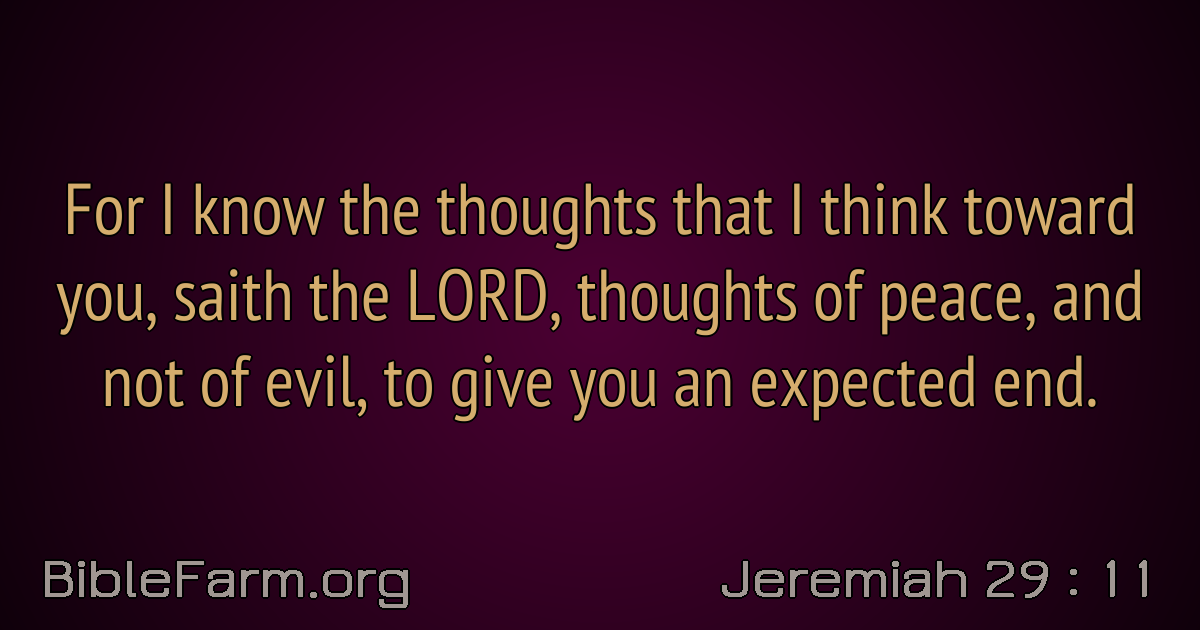 For I know the thoughts that I think toward
you, saith the LORD, thoughts of peace, and
not of evil, to give you an expected end.
BibleFarm.org
Jeremiah 29 : 11